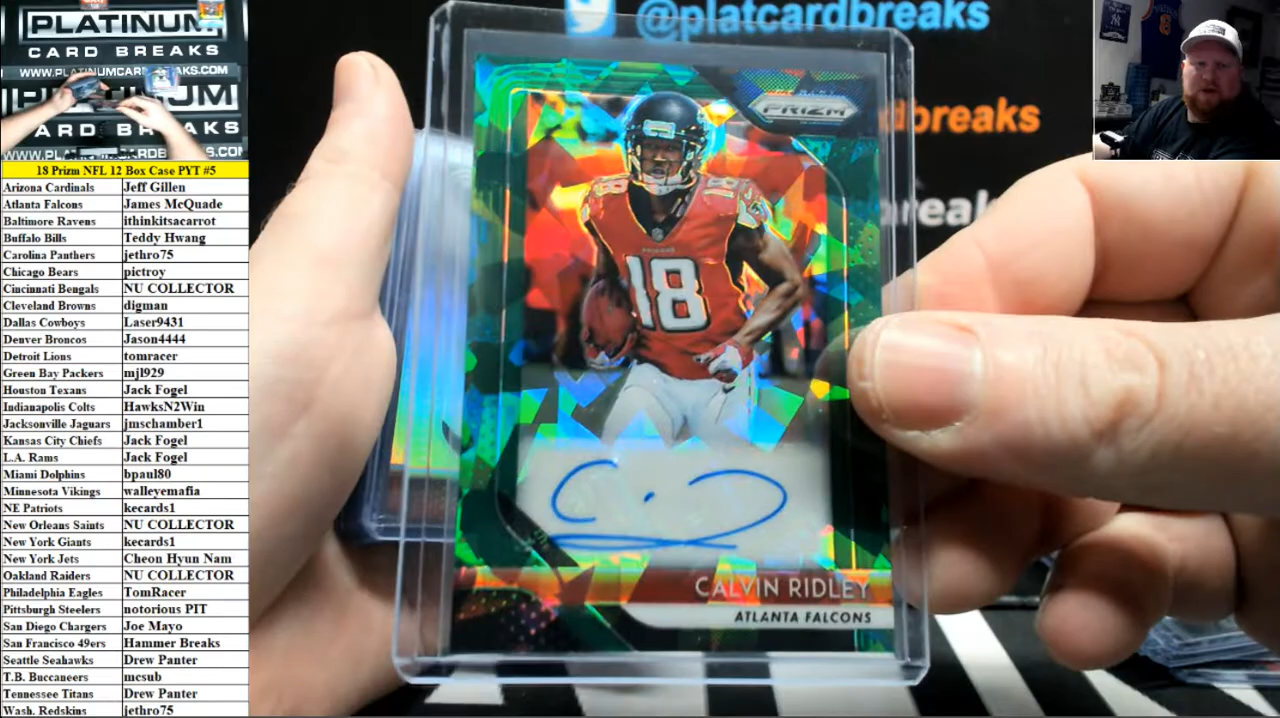 PLATINUM
CARD BREAKS
WWW.PLATINUMCARDBREAKS.COM
CARD BREAKS
18 Prizm NFL 12 Box Case PYT #5
Arizona Cardinals Jeff Gillen
Atlanta Falcons James McQuade
Baltimore Ravens ithinkitsacarrot
Buffalo Bills Teddy Hwang
Carolina Panthers jethro75
Chicago Bears pictroy
Cincinnati Bengals NU COLLECTOR
Cleveland Browns digman
Dallas Cowboys Laser9431
Denver Broncos Jason4444
Detroit Lions tomracer
Green Bay Packers mjl929
Houston Texans Jack Fogel
Indianapolis Colts HawksN2Win
Jacksonville Jaguars jmschamber1
Kansas City Chiefs Jack Fogel
L.A. Rams Jack Fogel
Miami Dolphins bpaul80
Minnesota Vikings walleyemafia
NE Patriots kecards1
New Orleans Saints NU COLLECTOR
New York Giants kecards1
New York Jets Cheon Hyun Nam
Oakland Raiders NU COLLECTOR
Philadelphia Eagles TomRacer
Pittsburgh Steelers notorious PIT
San Diego Chargers Joe Mayo
San Francisco 49ers Hammer Breaks
Seattle Seahawks Drew Panter
T.B. Buccaneers mcsub
Tennessee Titans Drew Panter
Wash. Redskins jethro75
@platcardbreaks
dbreaks
reak
PRIZM
18
18
18
CALVIN RIDLEY
ATLANTA FALCONS